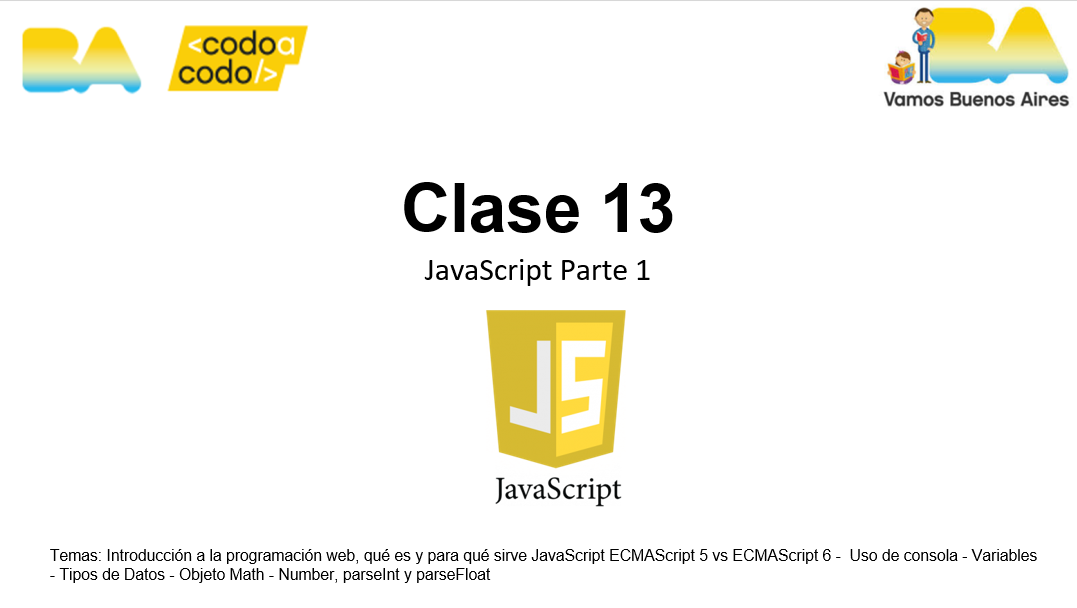 BA
<codo a
codo/>
BA
Vamos Buenos Aires
Clase 13
JavaScript Parte 1
JS
JavaScript
Temas: Introducción a la programación web, qué es y para qué sirve JavaScript ECMAScript 5 vs ECMAScript 6 - Uso de consola - Variables
- Tipos de Datos - Objeto Math - Number, parseInt y parseFloat